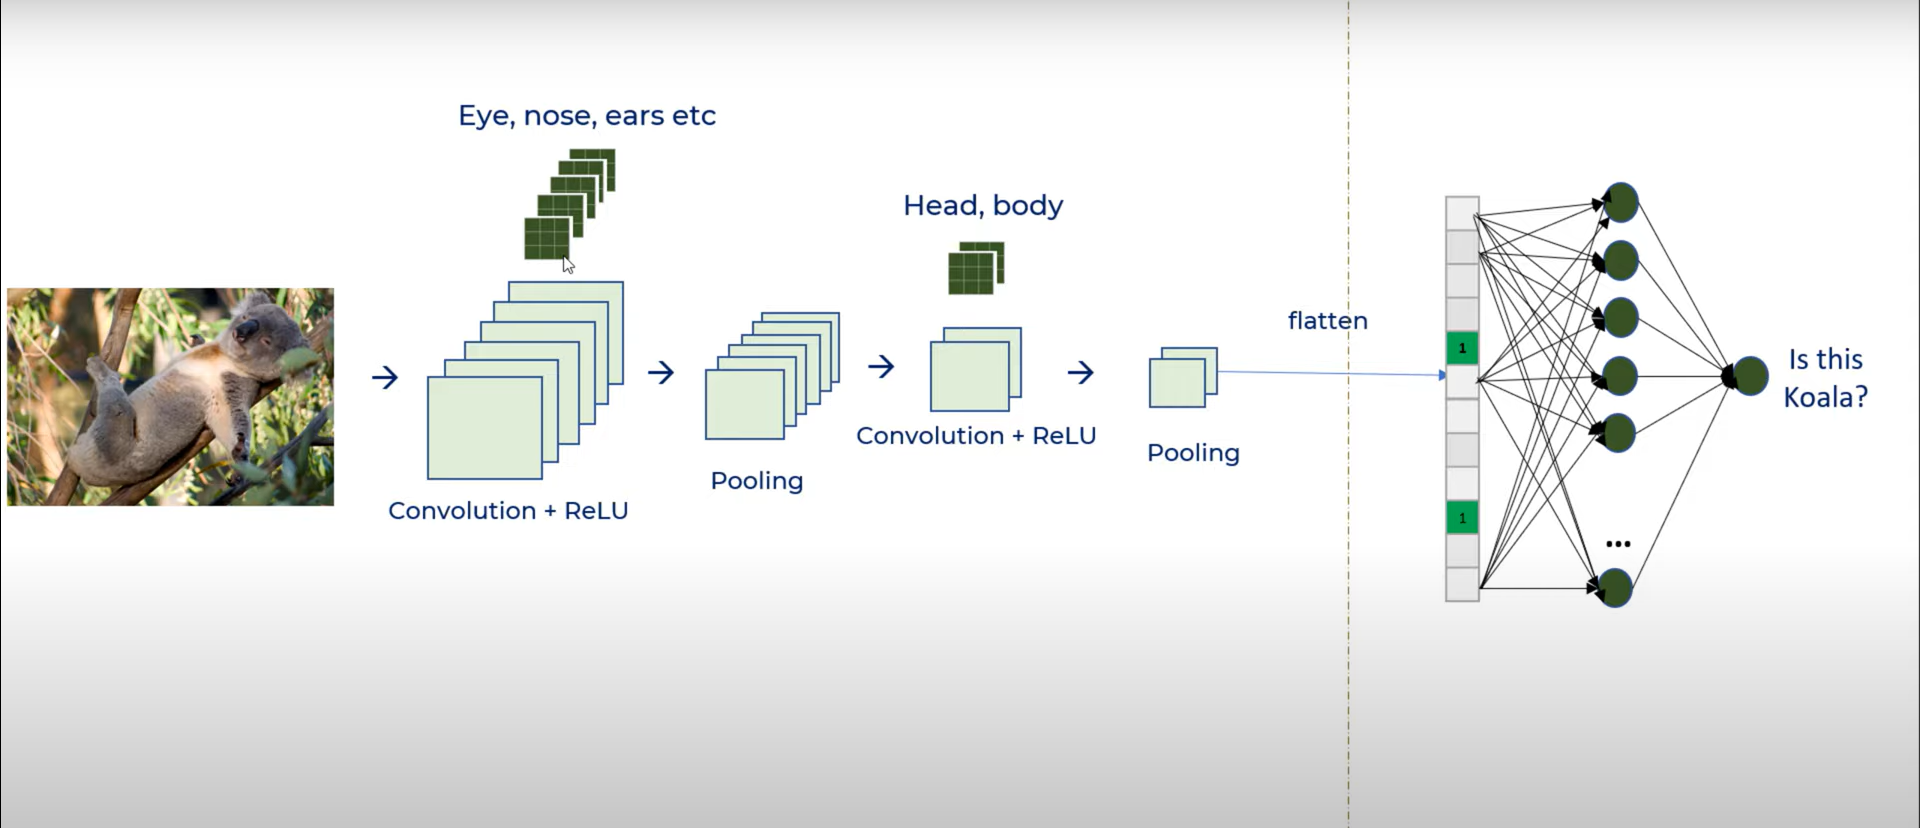 Eye, nose, ears etc
Head, body
flatten
Convolution + ReLU
Pooling
Convolution + ReLU
Pooling
1
1
...
Is this
Koala?